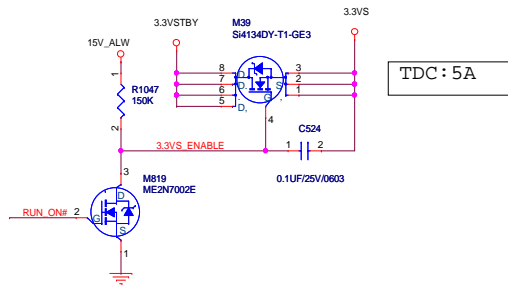 3.3VSTBY
M39
Si4134DY-T1-GE3
3.3VS
15V_ALW
TDC:5A
8 D 3
7 D. S 2
6 . 1
5 D, G ,
4
1
R1047
150K
2
C524
3.3VS_ENABLE
1 2
0.1UF/25V/0603
3
M819
ME2N7002E
D
RUN_ON# 2 G
S
1